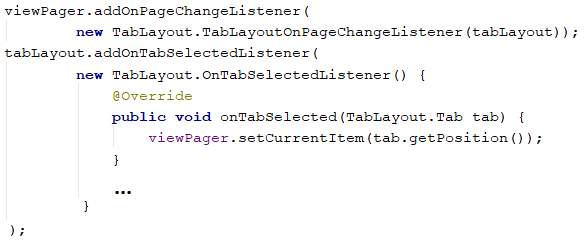 viewPager.addOnPageChangeListener(
        new TabLayout.TabLayoutOnPageChangeListener(tabLayout));
tabLayout.addOnTabSelectedListener(
        new TabLayout.OnTabSelectedListener() {
            @Override
            public void onTabSelected(TabLayout.Tab tab) {
                viewPager.setCurrentItem(tab.getPosition());
            }
            ...
        }
);